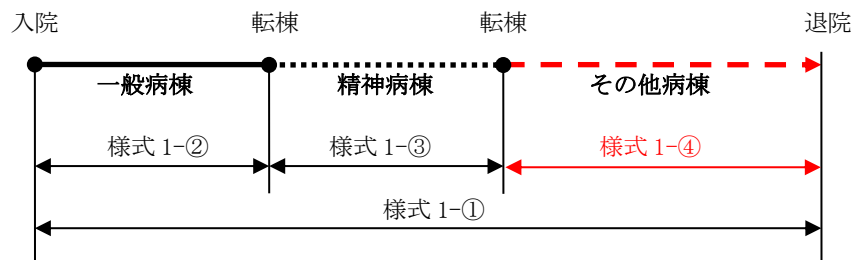 入院 転棟 転棟 退院
一般病棟 精神病棟 その他病棟
様式 1-② 様式 1-③ 様式 1-④
様式 1-①